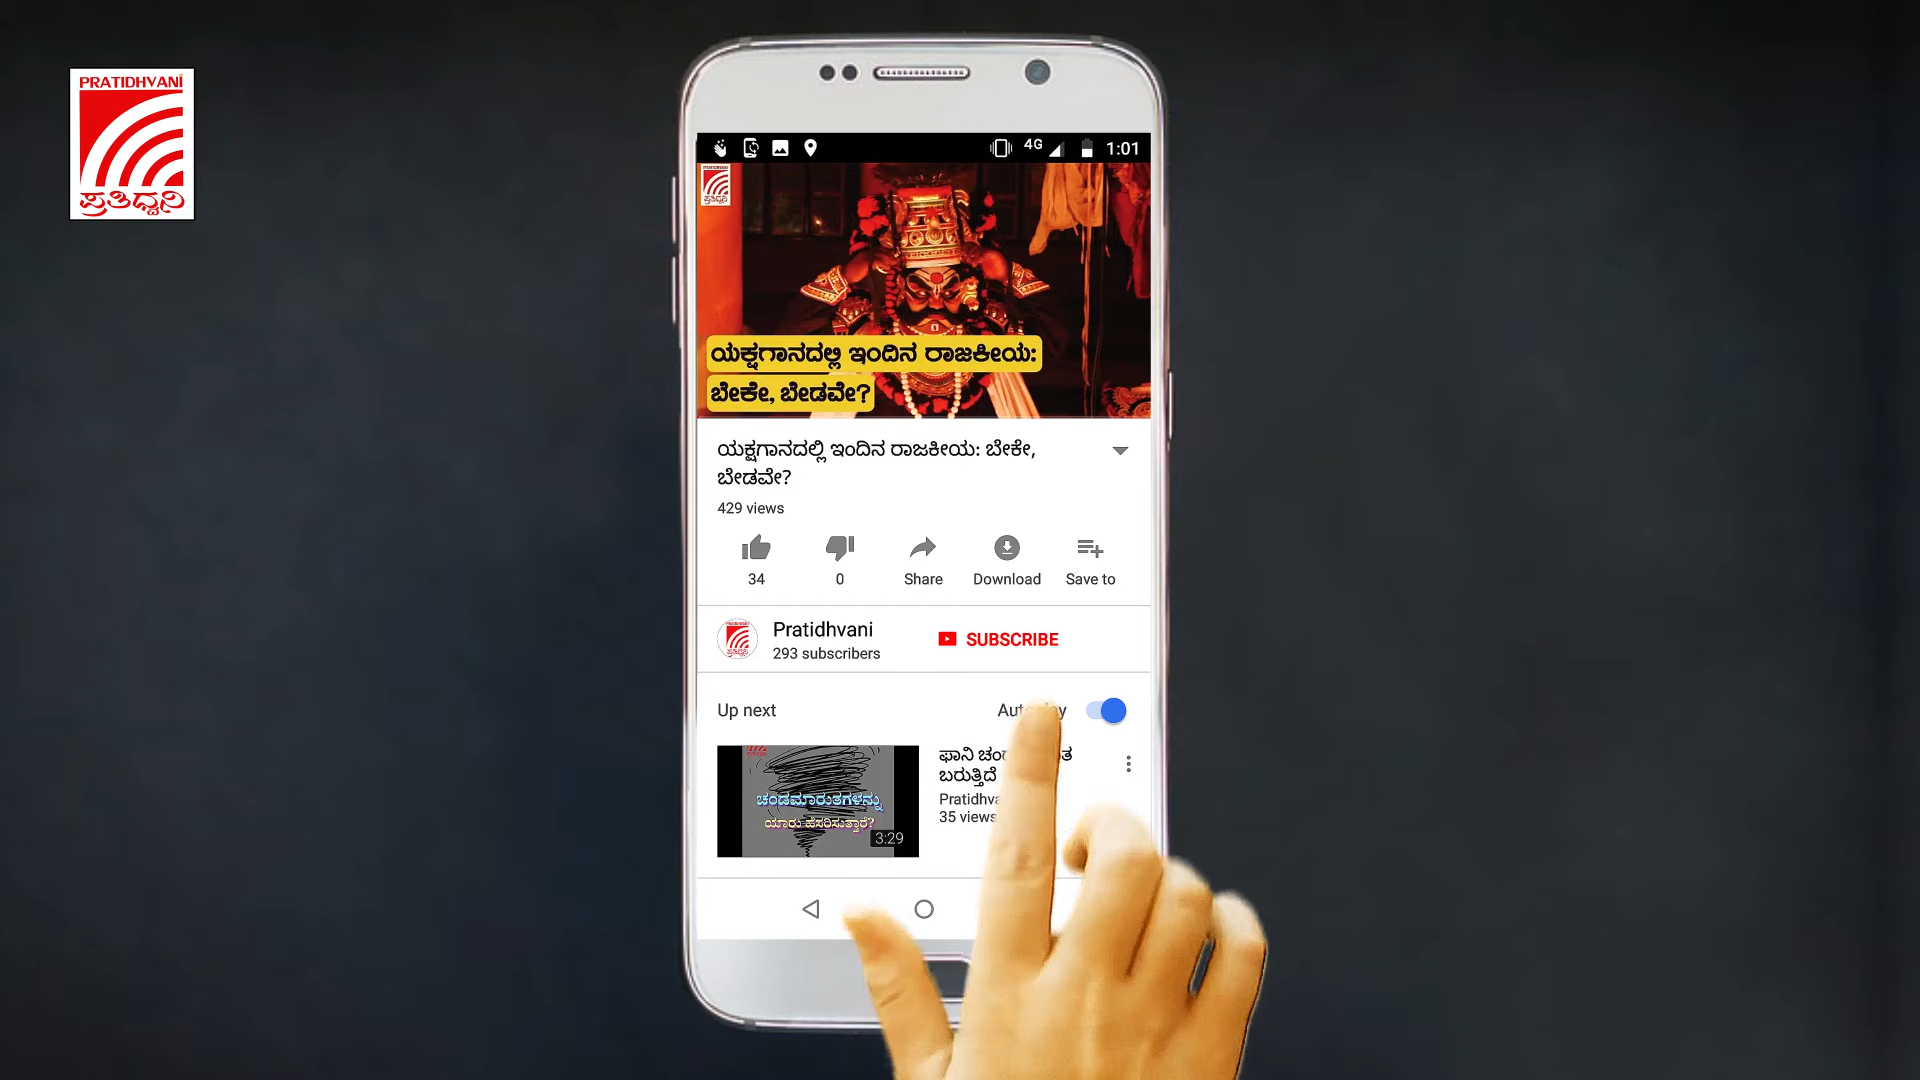 PRATIDHVANI
ಪ್ರತಿಧ್ವನಿ
4G 1:01
ಯಕ್ಷಗಾನದಲ್ಲಿ ಇಂದಿನ ರಾಜಕೀಯ:
ಬೇಕೇ, ಬೇಡವೇ?
ಯಕ್ಷಗಾನದಲ್ಲಿ ಇಂದಿನ ರಾಜಕೀಯ: ಬೇಕೇ,
ಬೇಡವೇ?
429 views
34 0 Share Download Save to
Pratidhvani
293 subscribers
SUBSCRIBE
Up next
ಚಂಡಮಾರುತಗಳನ್ನು
ಯಾರು ಹೆಸರಿಸುತ್ತಾರೆ?
3:29
ಫಾನಿ
ಬರುತ್ತಿದೆ
35 views